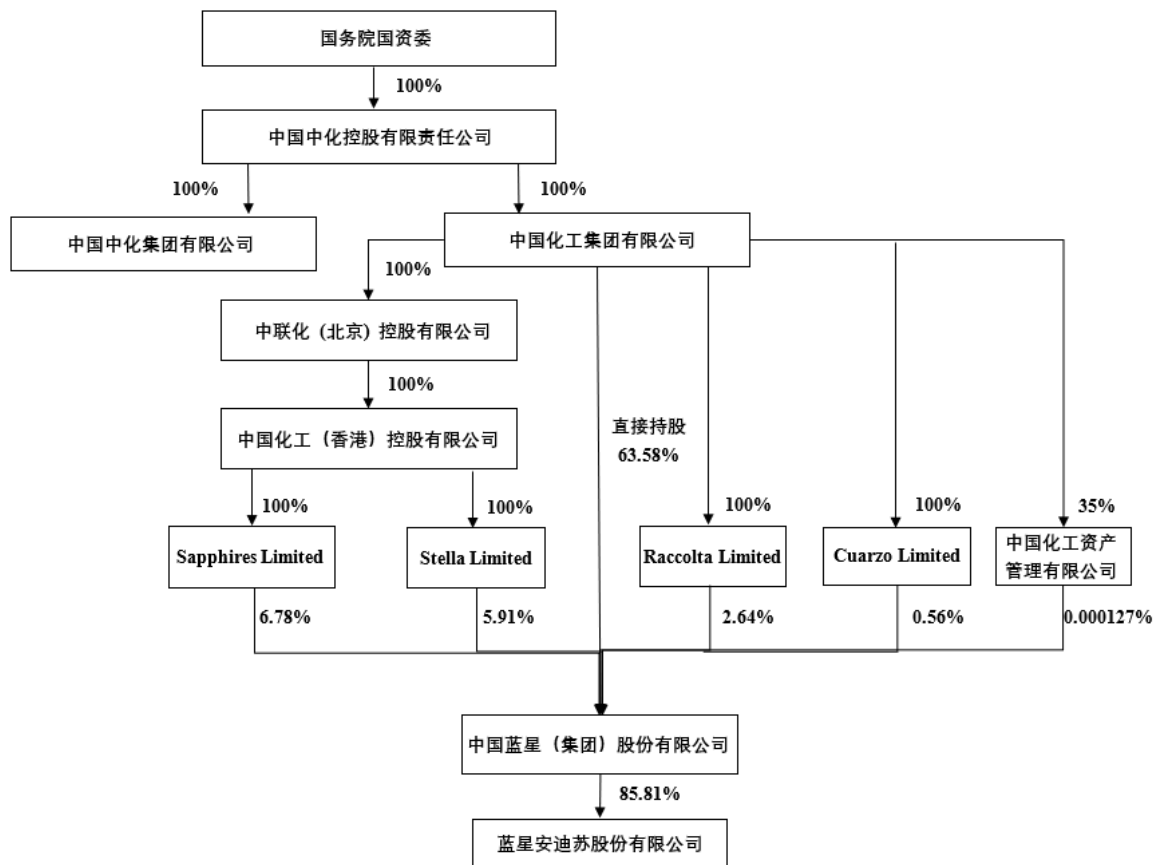 国务院国资委
100%
中国中化控股有限责任公司
100%
100%
中国中化集团有限公司
中国化工集团有限公司
100%
中联化（北京）控股有限公司
100%
中国化工（香港）控股有限公司
直接持股
63.58%
100%
100%
100%
100%
35%
Sapphires Limited
Stella Limited
Raccolta Limited
Cuarzo Limited
中国化工资产
管理有限公司
6.78%
5.91%
2.64%
0.56%
0.000127%
中国蓝星（集团）股份有限公司
85.81%
蓝星安迪苏股份有限公司